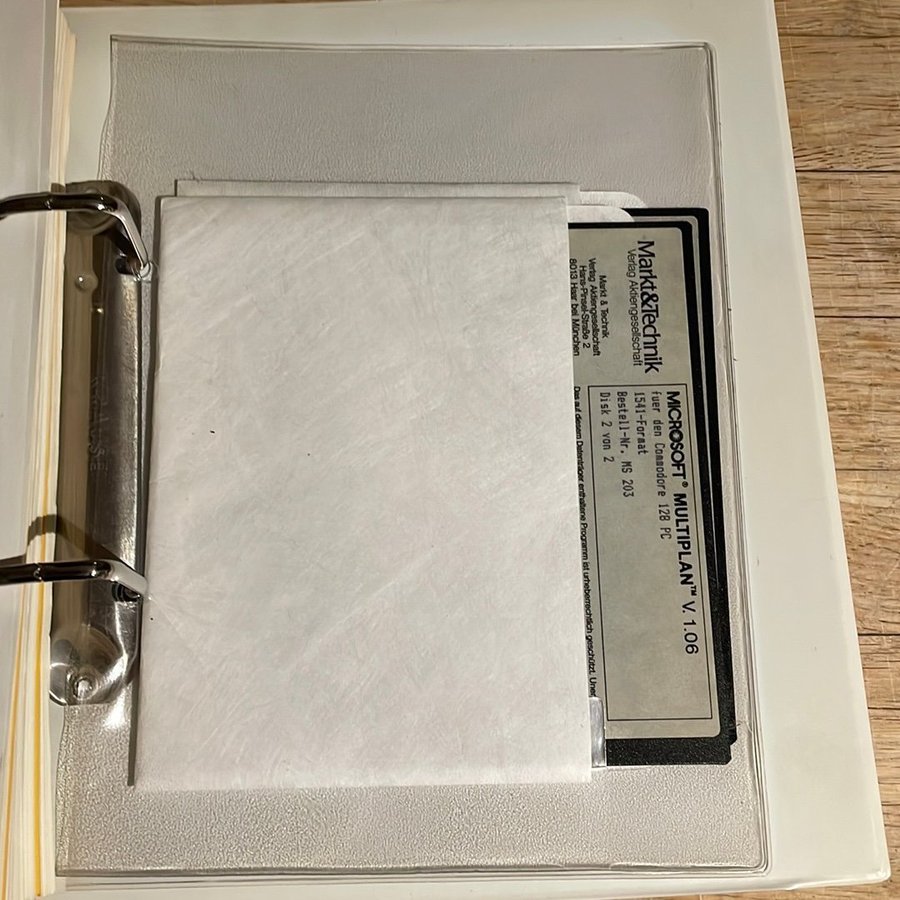 Markt&Technik
Verlag Aktiengesellschaft
Markt & Technik
Verlag Aktiengesellschaft
Hans-Pinsel-Straße 2
8013 Haar bei München
MICROSOFT® MULTIPLAN™ V. 1.06
fuer den Commodore 128 PC
1541-Format
Bestell-Nr. MS 203
Disk 2 von 2
Das auf diesem Datenträger enthaltene Programm ist urheberrechtlich geschützt. Uner